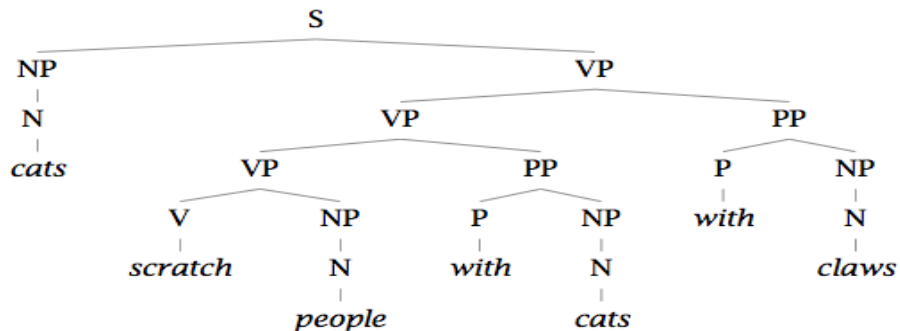 S
NP VP
N VP PP
cats VP PP P NP
V NP P NP with N
scratch N with N claws
people cats